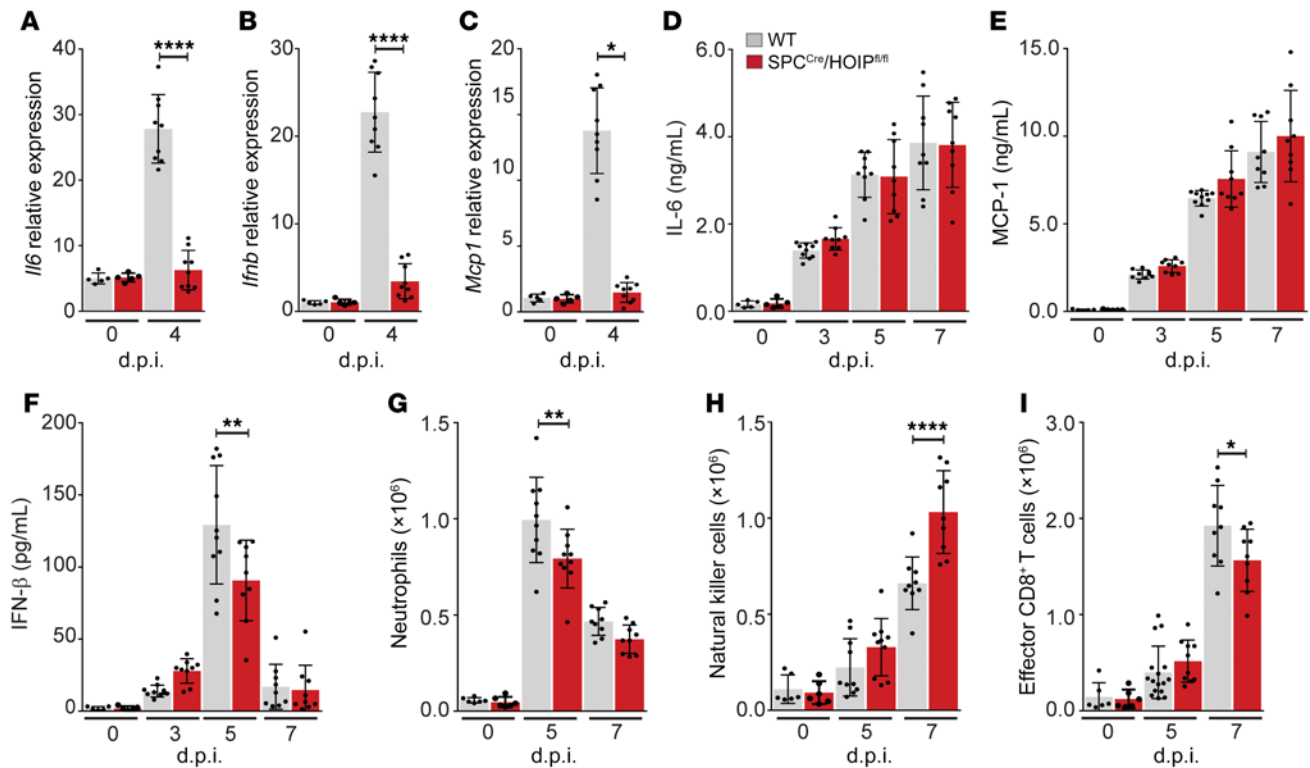 A
Il6 relative expression
40
30
20
10
0
****
0
4
d.p.i.
B
Ifnb relative expression
30
20
10
0
****
0
4
d.p.i.
C
Mcp1 relative expression
20
15
10
5
0
*
0
4
d.p.i.
D
IL-6 (ng/mL)
6.0
4.0
2.0
0.0
WT
SPC^Cre/HOIP^fl/fl
0
3
5
7
d.p.i.
E
MCP-1 (ng/mL)
15.0
10.0
5.0
0.0
0
3
5
7
d.p.i.
F
IFN-β (pg/mL)
200
150
100
50
0
**
0
3
5
7
d.p.i.
G
Neutrophils (×10⁶)
1.5
1.0
0.5
0.0
**
0
5
7
d.p.i.
H
Natural killer cells (×10⁶)
1.5
1.0
0.5
0.0
****
0
5
7
d.p.i.
I
Effector CD8⁺ T cells (×10⁶)
3.0
2.0
1.0
0.0
*
0
5
7
d.p.i.